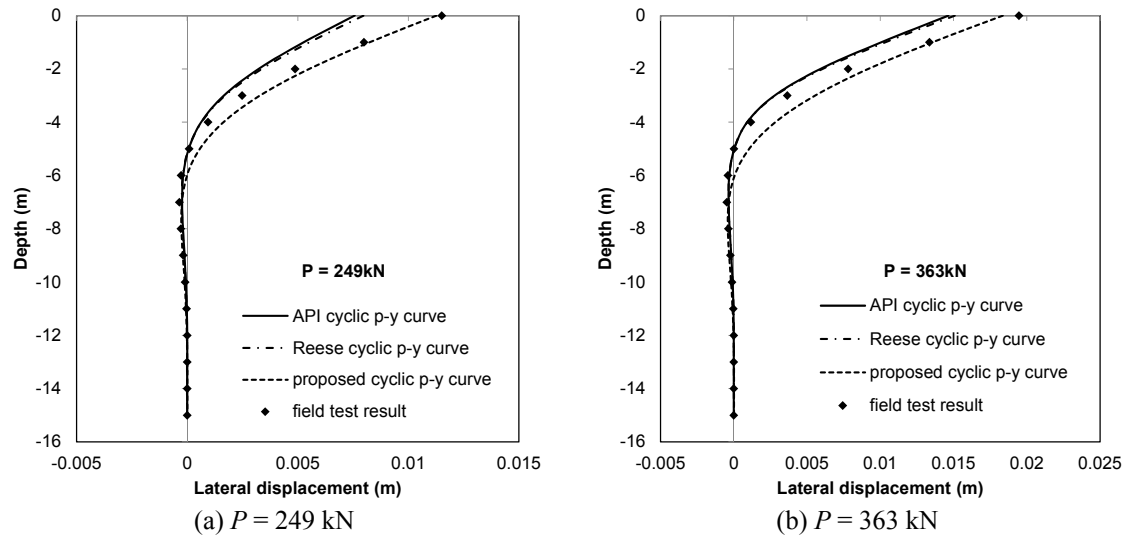 0
-2
-4
-6
-8
-10
-12
-14
-16
Depth (m)
P = 249kN
API cyclic p-y curve
Reese cyclic p-y curve
proposed cyclic p-y curve
field test result
-0.005 0 0.005 0.01 0.015
Lateral displacement (m)
(a) P = 249 kN
0
-2
-4
-6
-8
-10
-12
-14
-16
Depth (m)
P = 363kN
API cyclic p-y curve
Reese cyclic p-y curve
proposed cyclic p-y curve
field test result
-0.005 0 0.005 0.01 0.015 0.02 0.025
Lateral displacement (m)
(b) P = 363 kN